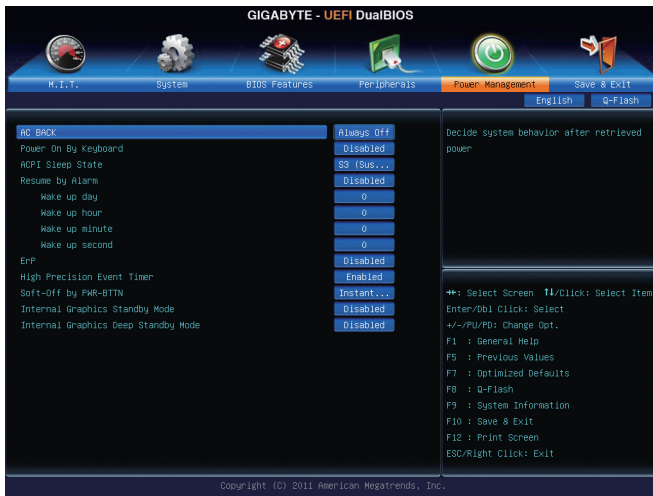 GIGABYTE - UEFI DualBIOS
M.I.T. System BIOS Features Peripherals Power Management Save & Exit
English Q-Flash
AC BACK Always Off
Power On By Keyboard Disabled
ACPI Sleep State S3 (Sus...
Resume by Alarm Disabled
Wake up day 0
Wake up hour 0
Wake up minute 0
Wake up second 0
ErP Disabled
High Precision Event Timer Enabled
Soft-Off by PWR-BTTN Instant...
Internal Graphics Standby Mode Disabled
Internal Graphics Deep Standby Mode Disabled
Decide system behavior after retrieved
power
→←: Select Screen ↑↓/Click: Select Item
Enter/Dbl Click: Select
+/-/PU/PD: Change Opt.
F1 : General Help
F5 : Previous Values
F7 : Optimized Defaults
F8 : Q-Flash
F9 : System Information
F10 : Save & Exit
F12 : Print Screen
ESC/Right Click: Exit
Copyright (C) 2011 American Megatrends, Inc.